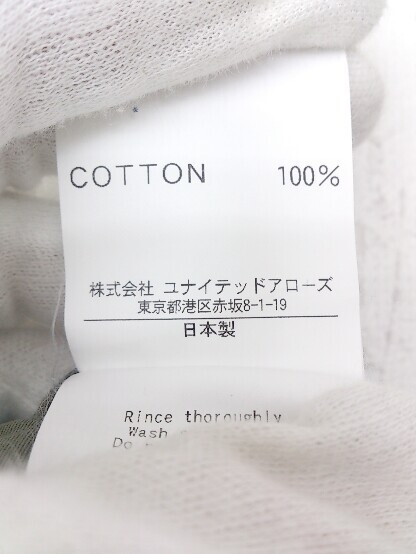 COTTON 100%
株式会社 ユナイテッドアローズ
東京都港区赤坂8-1-19
日本製
Rince thoroughly
Wash
Do